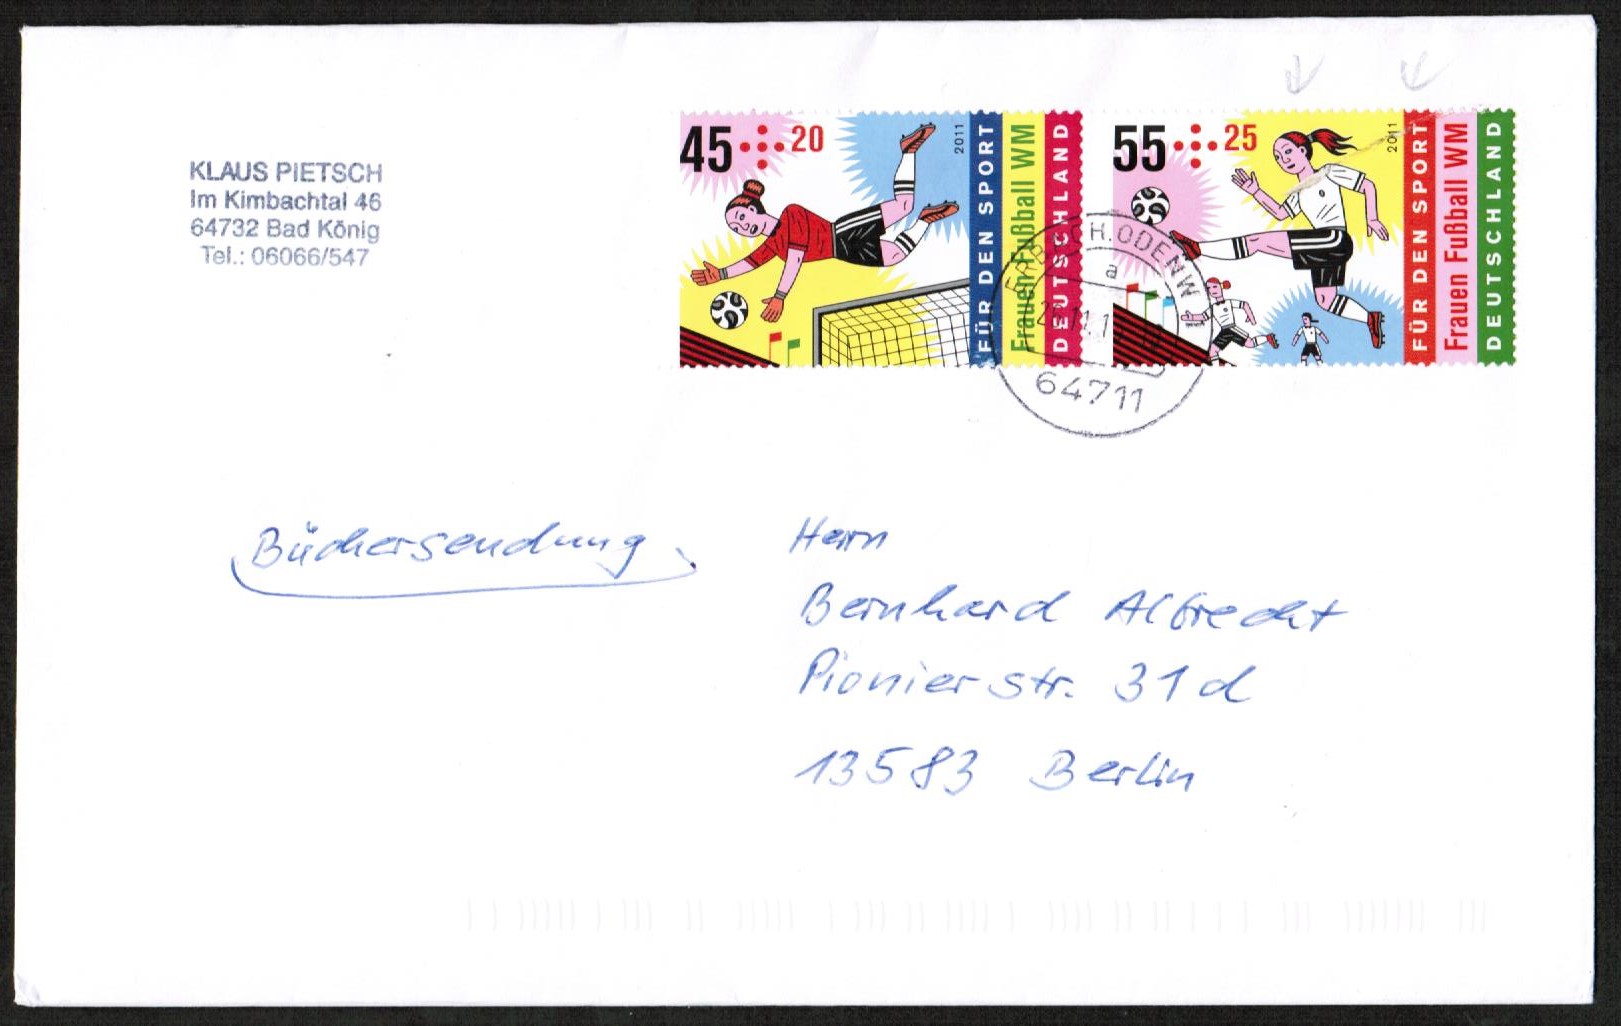 KLAUS PIETSCH
Im Kimbachtal 46
64732 Bad König
Tel.: 06066/547
45 20
2011
FÜR DEN SPORT
Frauen Fußball WM
DEUTSCHLAND
55 25
2011
FÜR DEN SPORT
Frauen Fußball WM
DEUTSCHLAND
ERBACH.ODENW
a
64711
Büchersendung
Herrn
Bernhard Albrecht
Pionierstr. 31d
13583 Berlin